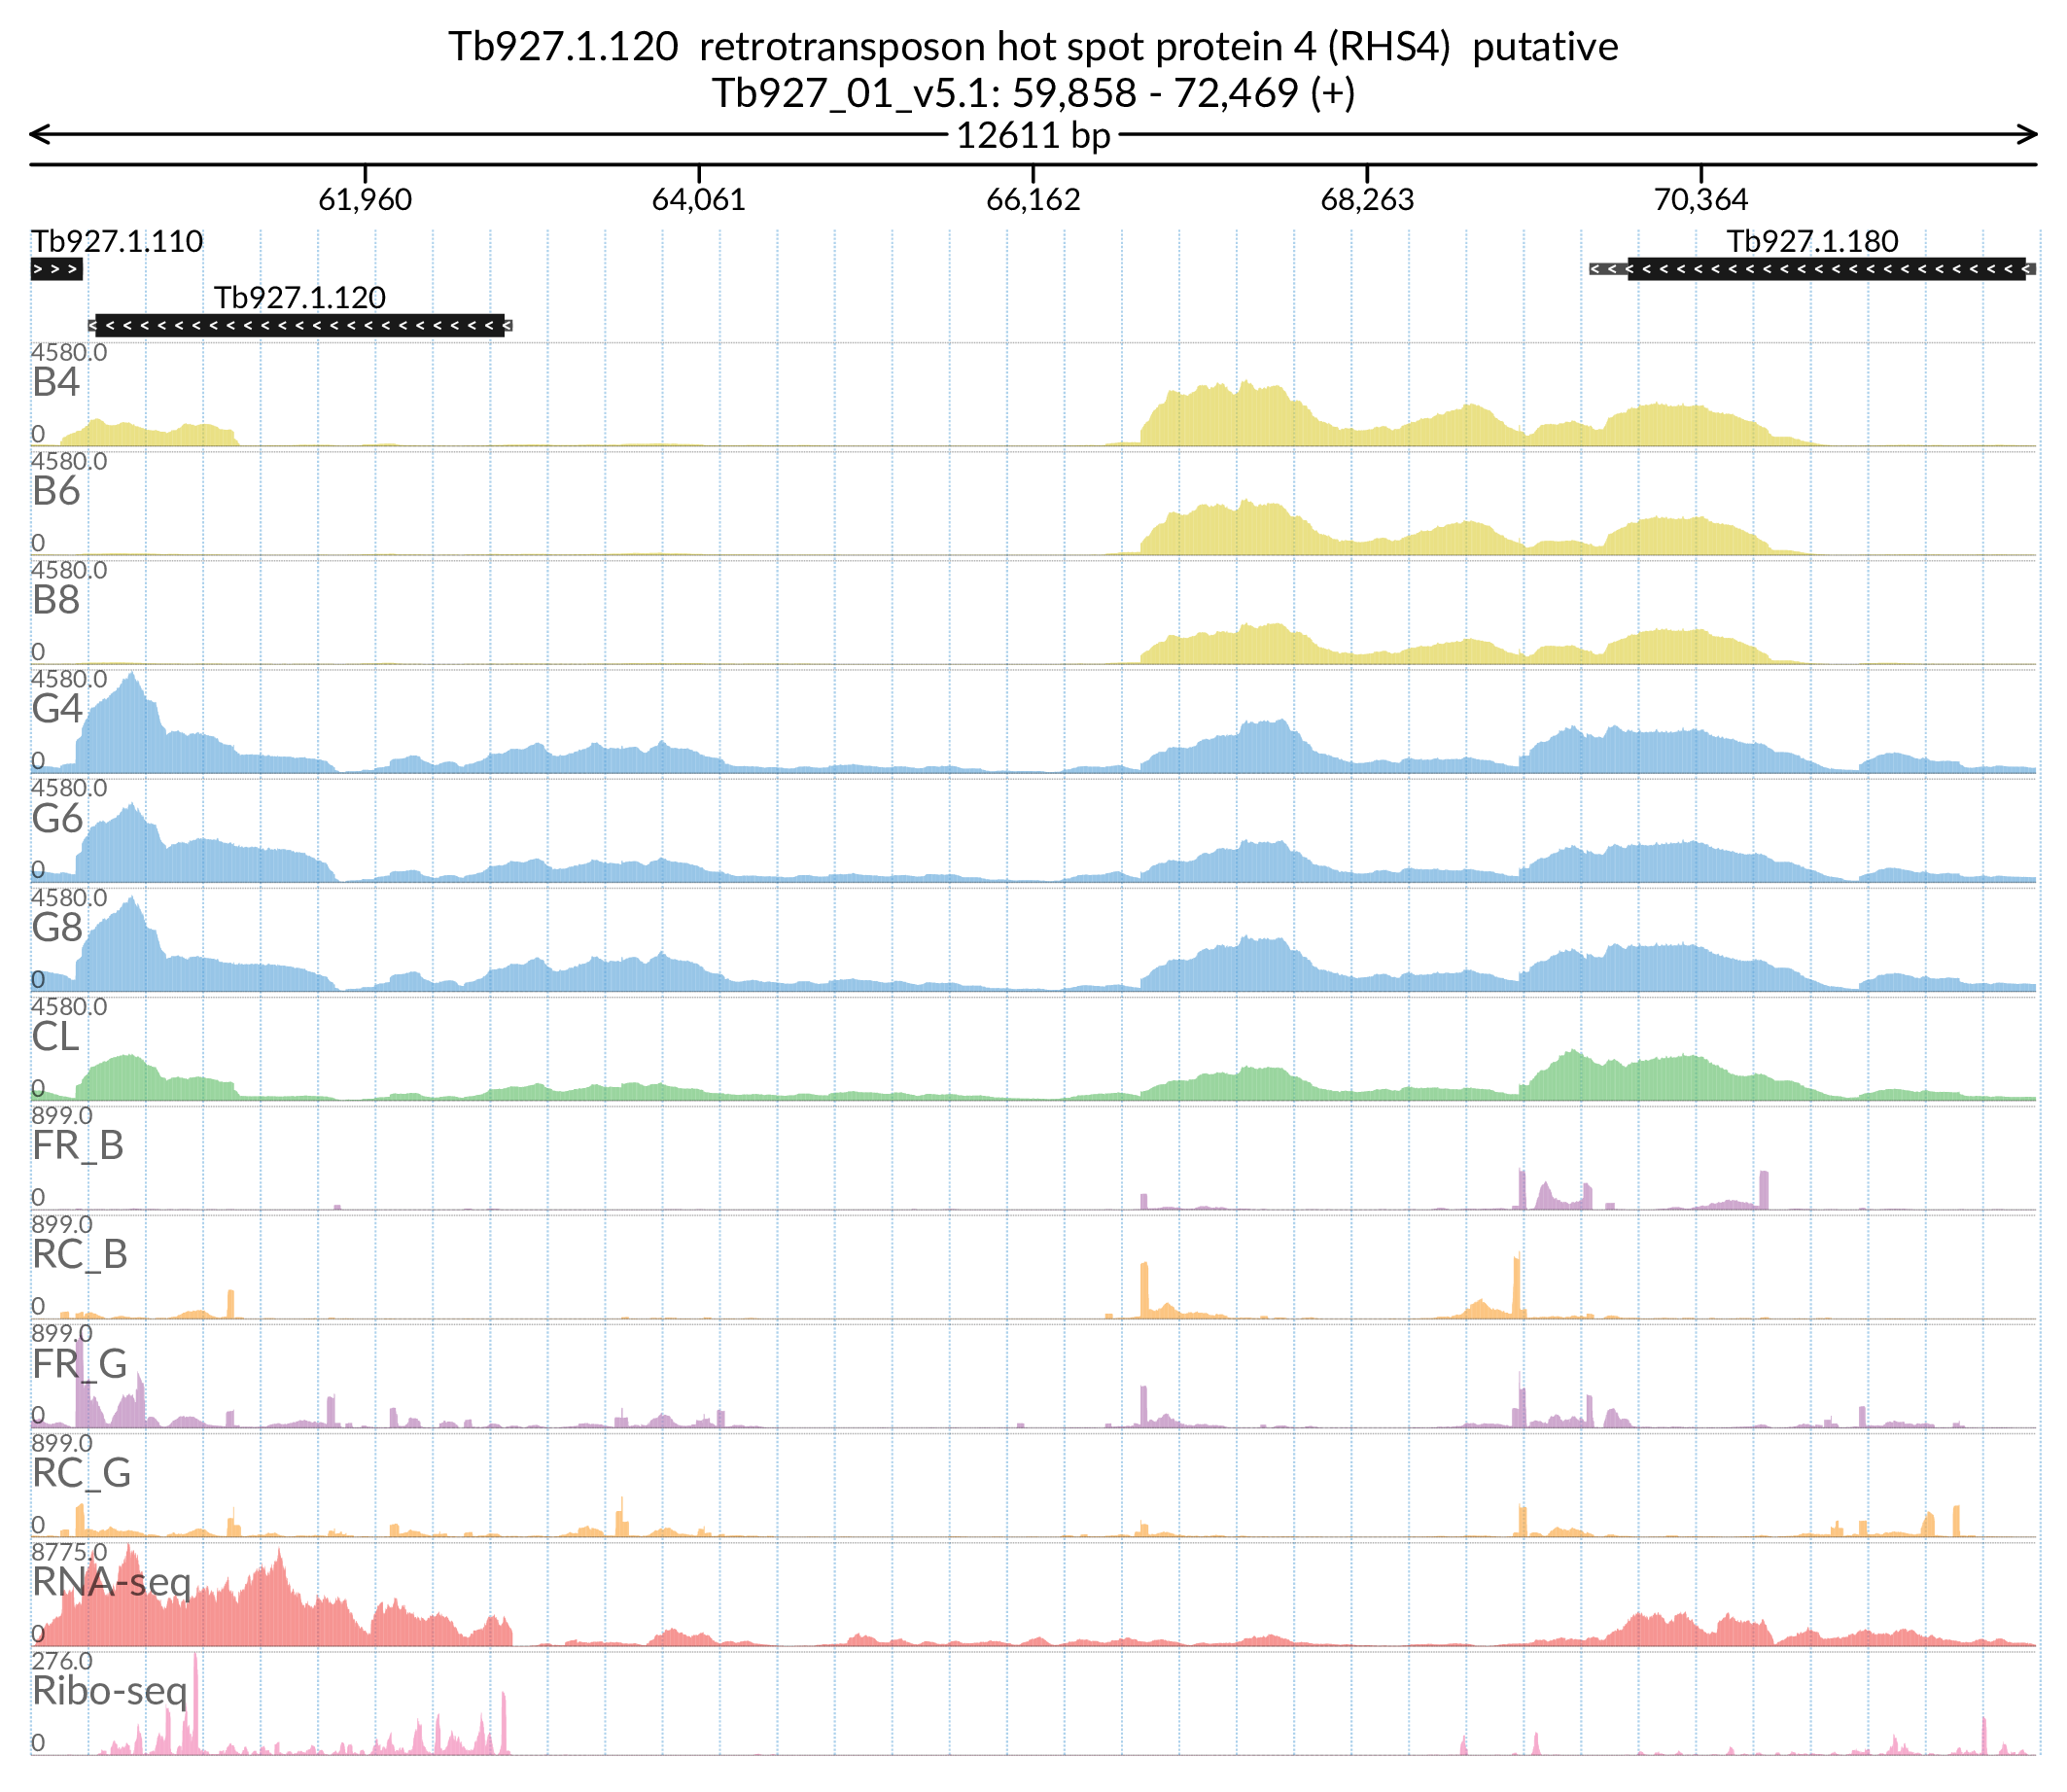 Tb927.1.120 retrotransposon hot spot protein 4 (RHS4) putative
Tb927_01_v5.1: 59,858 - 72,469 (+)
12611 bp
61,960 64,061 66,162 68,263 70,364
Tb927.1.110 Tb927.1.180
Tb927.1.120
4580.0
B4
0
4580.0
B6
0
4580.0
B8
0
4580.0
G4
0
4580.0
G6
0
4580.0
G8
0
4580.0
CL
0
899.0
FR_B
0
899.0
RC_B
0
899.0
FR_G
0
899.0
RC_G
0
8775.0
RNA-seq
0
276.0
Ribo-seq
0